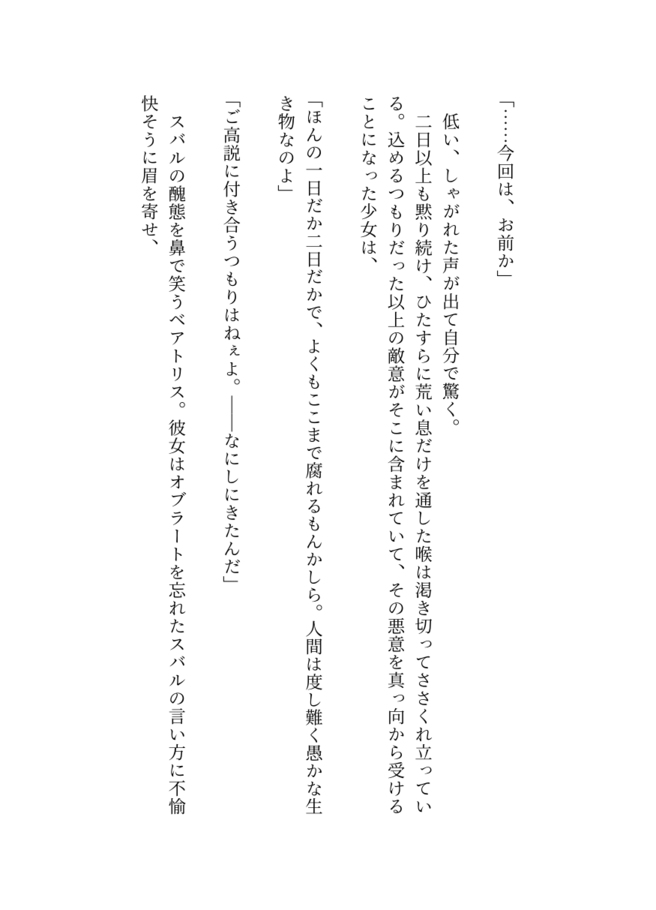 「……今回は、お前か」
　低い、しゃがれた声が出て自分で驚く。
　二日以上も黙り続け、ひたすらに荒い息だけを通した喉は渇き切ってささくれ立ってい
る。込めるつもりだった以上の敵意がそこに含まれていて、その悪意を真っ向から受ける
ことになった少女は、
「ほんの一日だか二日だかで、よくもここまで腐れるもんかしら。人間は度し難く愚かな生
き物なのよ」
「ご高説に付き合うつもりはねぇよ。――なにしにきたんだ」
　スバルの醜態を鼻で笑うベアトリス。彼女はオブラートを忘れたスバルの言い方に不愉
快そうに眉を寄せ、